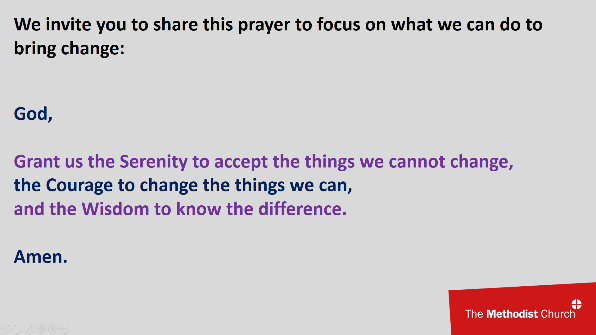 We invite you to share this prayer to focus on what we can do to
bring change:
God,
Grant us the Serenity to accept the things we cannot change,
the Courage to change the things we can,
and the Wisdom to know the difference.
Amen.
The Methodist Church